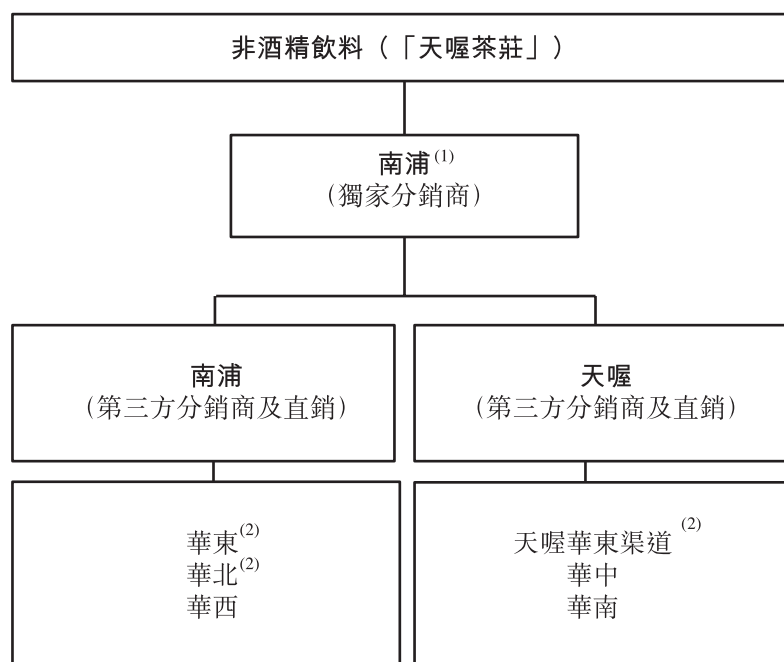 非酒精飲料（「天喔茶莊」）
南浦(1)
（獨家分銷商）
南浦
（第三方分銷商及直銷）
天喔
（第三方分銷商及直銷）
華東(2)
華北(2)
華西
天喔華東渠道 (2)
華中
華南